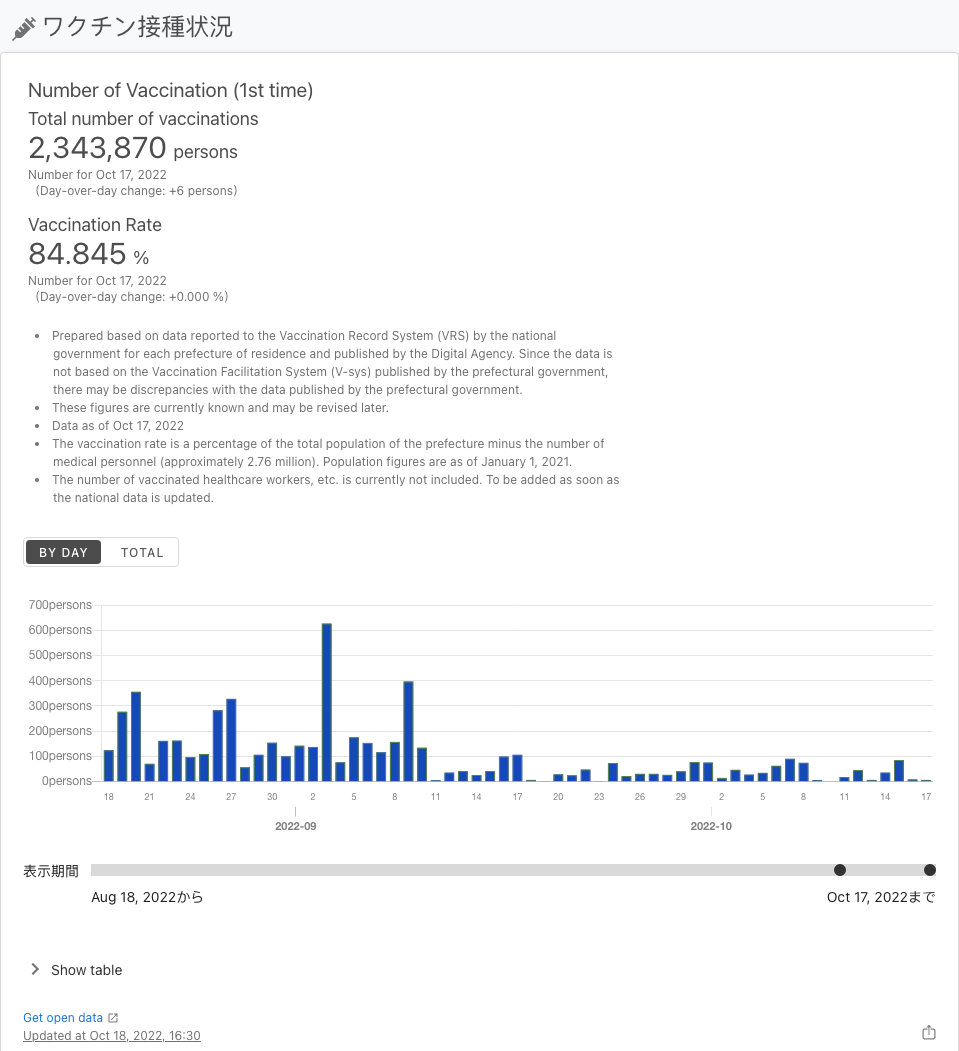 ワクチン接種状況
Number of Vaccination (1st time)
Total number of vaccinations
2,343,870 persons
Number for Oct 17, 2022
(Day-over-day change: +6 persons)
Vaccination Rate
84.845 %
Number for Oct 17, 2022
(Day-over-day change: +0.000 %)
• Prepared based on data reported to the Vaccination Record System (VRS) by the national
government for each prefecture of residence and published by the Digital Agency. Since the data is
not based on the Vaccination Facilitation System (V-sys) published by the prefectural government,
there may be discrepancies with the data published by the prefectural government.
• These figures are currently known and may be revised later.
• Data as of Oct 17, 2022
• The vaccination rate is a percentage of the total population of the prefecture minus the number of
medical personnel (approximately 2.76 million). Population figures are as of January 1, 2021.
• The number of vaccinated healthcare workers, etc. is currently not included. To be added as soon as
the national data is updated.
BY DAY TOTAL
700persons
600persons
500persons
400persons
300persons
200persons
100persons
0persons
18 21 24 27 30 2 5 8 11 14 17 20 23 26 29 2 5 8 11 14 17
2022-09 2022-10
表示期間
Aug 18, 2022から Oct 17, 2022まで
Show table
Get open data
Updated at Oct 18, 2022, 16:30